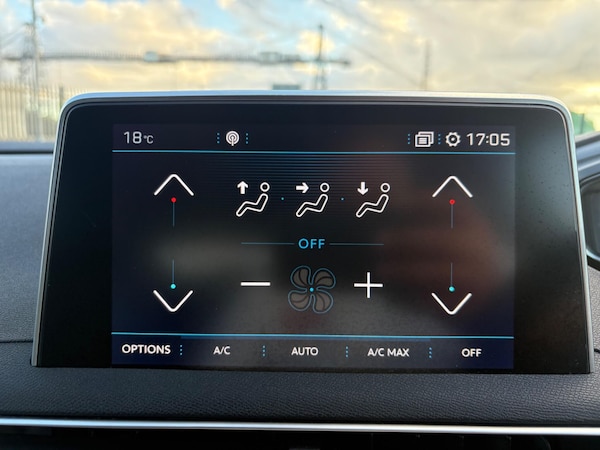 18°C 17:05
OFF
OPTIONS A/C AUTO A/C MAX OFF